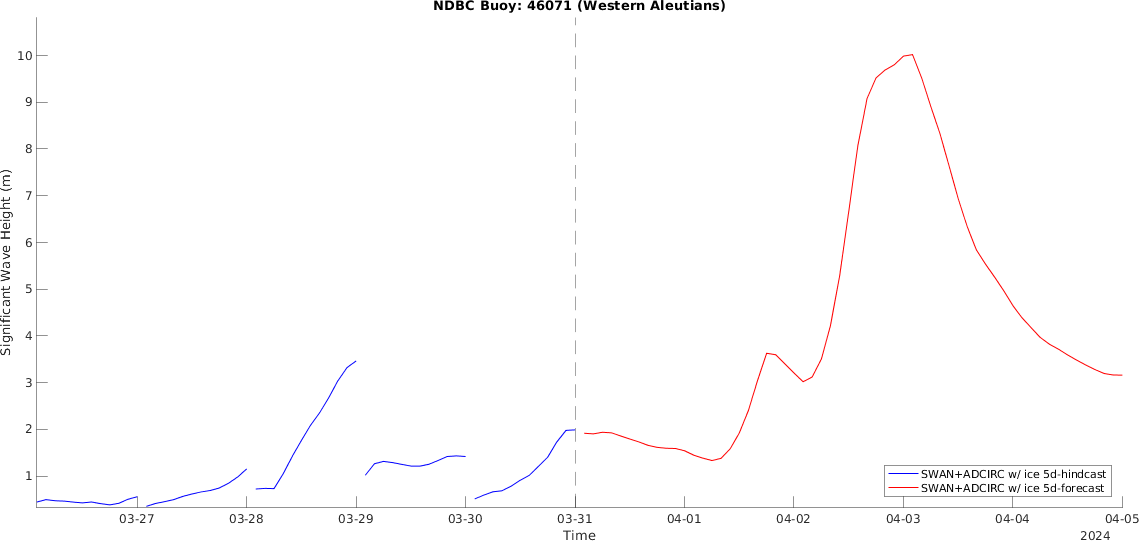 NDBC Buoy: 46071 (Western Aleutians)
Significant Wave Height (m)
10
9
8
7
6
5
4
3
2
1
SWAN+ADCIRC w/ ice 5d-hindcast
SWAN+ADCIRC w/ ice 5d-forecast
03-27 03-28 03-29 03-30 03-31 04-01 04-02 04-03 04-04 04-05
Time
2024